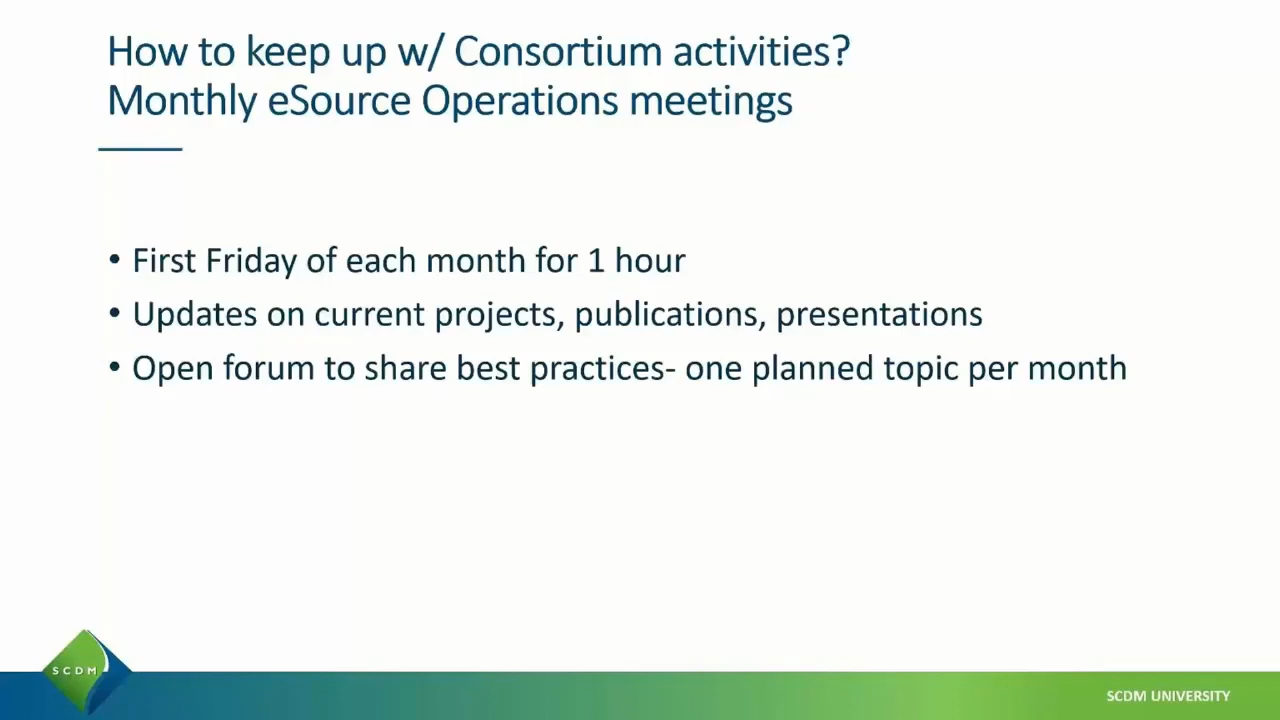 How to keep up w/ Consortium activities?
Monthly eSource Operations meetings
• First Friday of each month for 1 hour
• Updates on current projects, publications, presentations
• Open forum to share best practices- one planned topic per month
SCDM
SCDM UNIVERSITY